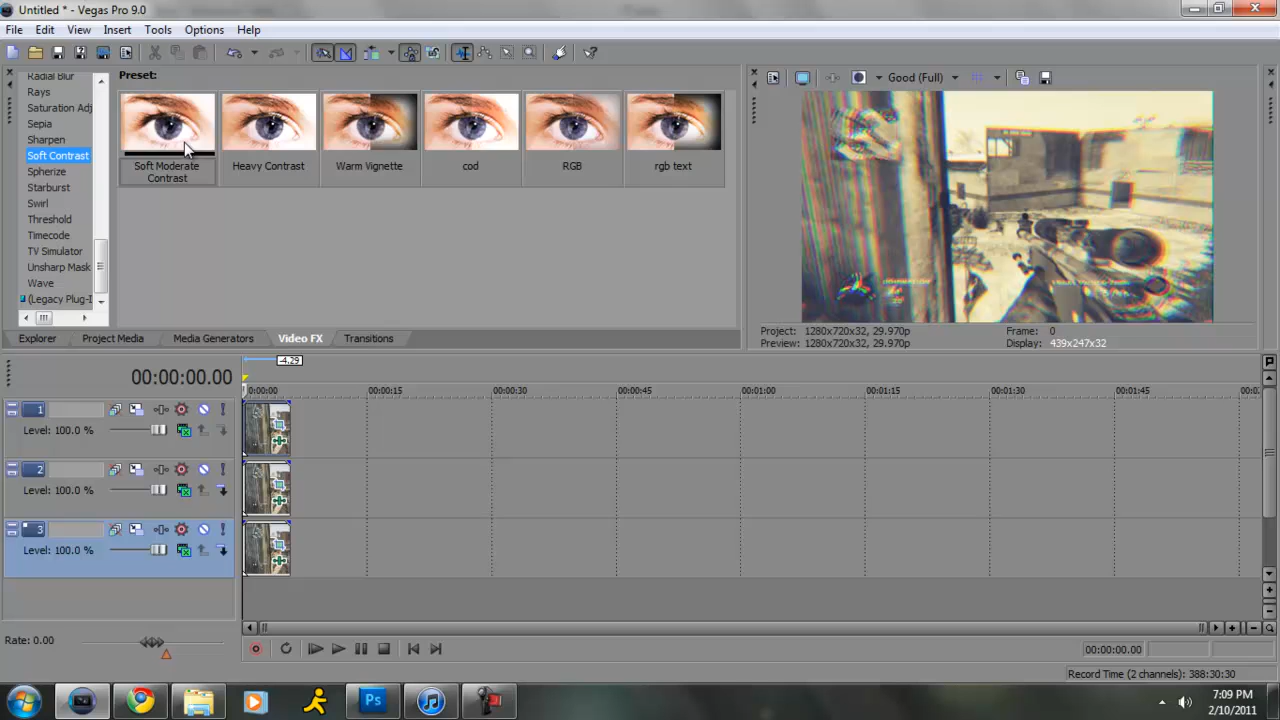 Untitled * - Vegas Pro 9.0
File Edit View Insert Tools Options Help
Radial Blur
Rays
Saturation Adj
Sepia
Sharpen
Soft Contrast
Spherize
Starburst
Swirl
Threshold
Timecode
TV Simulator
Unsharp Mask
Wave
(Legacy Plug-I
Preset:
Soft Moderate Contrast
Heavy Contrast
Warm Vignette
cod
RGB
rgb text
Good (Full)
Project: 1280x720x32, 29.970p
Preview: 1280x720x32, 29.970p
Frame: 0
Display: 439x247x32
Explorer Project Media Media Generators Video FX Transitions
-4.29
00:00:00.00
0:00:00 00:00:15 00:00:30 00:00:45 00:01:00 00:01:15 00:01:30 00:01:45 00:0
1
Level: 100.0 %
2
Level: 100.0 %
3
Level: 100.0 %
Rate: 0.00
00:00:00.00
Record Time (2 channels): 388:30:30
Ps
7:09 PM
2/10/2011